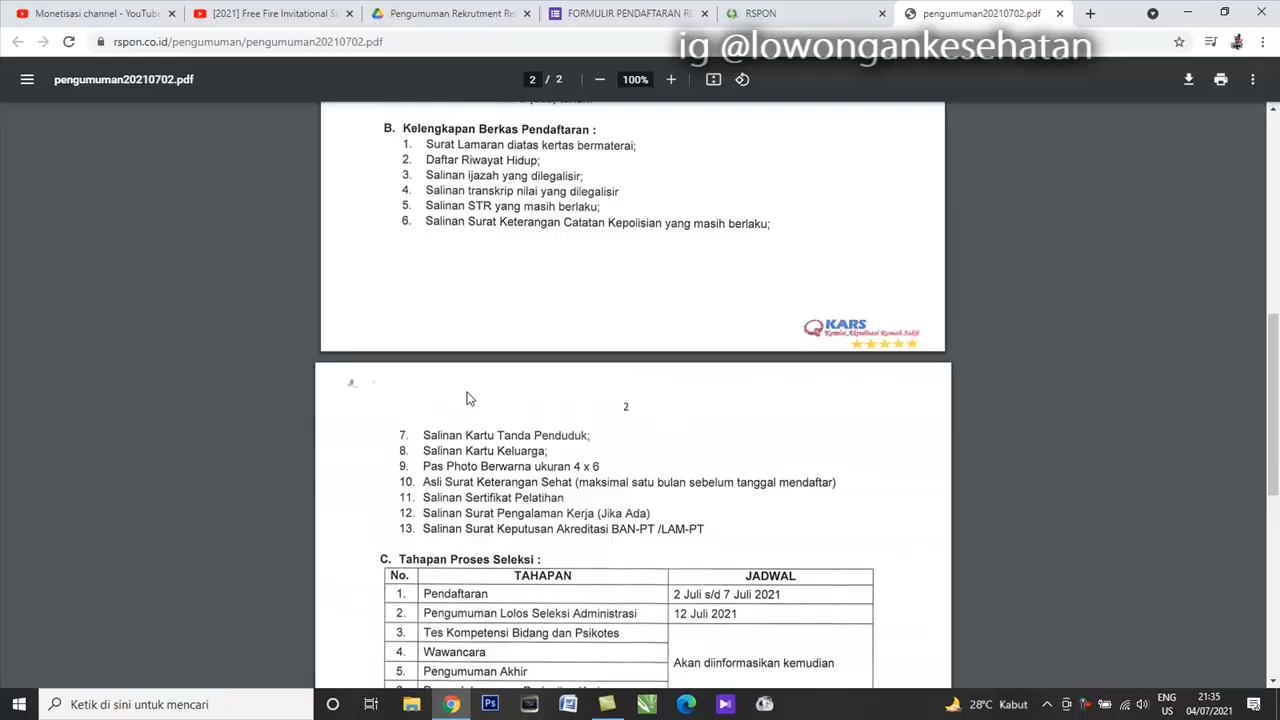 Monetisasi channel - YouTub
[2021] Free Fire Invitational S
Pengumuman Rekrutment Re
FORMULIR PENDAFTARAN R
RSPON
pengumuman20210702.pdf
rspon.co.id/pengumuman/pengumuman20210702.pdf
ig @lowongankesehatan
pengumuman20210702.pdf
2 / 2
100%
B. Kelengkapan Berkas Pendaftaran :
1. Surat Lamaran diatas kertas bermaterai;
2. Daftar Riwayat Hidup;
3. Salinan ijazah yang dilegalisir;
4. Salinan transkrip nilai yang dilegalisir
5. Salinan STR yang masih berlaku;
6. Salinan Surat Keterangan Catatan Kepolisian yang masih berlaku;
KARS
Komisi Akreditasi Rumah Sakit
2
7. Salinan Kartu Tanda Penduduk;
8. Salinan Kartu Keluarga;
9. Pas Photo Berwarna ukuran 4 x 6
10. Asli Surat Keterangan Sehat (maksimal satu bulan sebelum tanggal mendaftar)
11. Salinan Sertifikat Pelatihan
12. Salinan Surat Pengalaman Kerja (Jika Ada)
13. Salinan Surat Keputusan Akreditasi BAN-PT /LAM-PT
C. Tahapan Proses Seleksi :
No. TAHAPAN JADWAL
1. Pendaftaran 2 Juli s/d 7 Juli 2021
2. Pengumuman Lolos Seleksi Administrasi 12 Juli 2021
3. Tes Kompetensi Bidang dan Psikotes
4. Wawancara
Akan diinformasikan kemudian
5. Pengumuman Akhir
Ketik di sini untuk mencari
28°C Kabut
ENG
US
21:35
04/07/2021